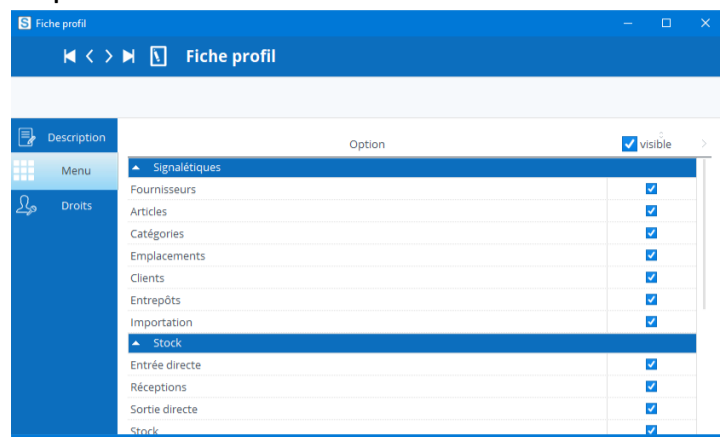 S Fiche profil
Fiche profil
Description
Menu
Droits
Option visible
Signalétiques
Fournisseurs
Articles
Catégories
Emplacements
Clients
Entrepôts
Importation
Stock
Entrée directe
Réceptions
Sortie directe
Stock